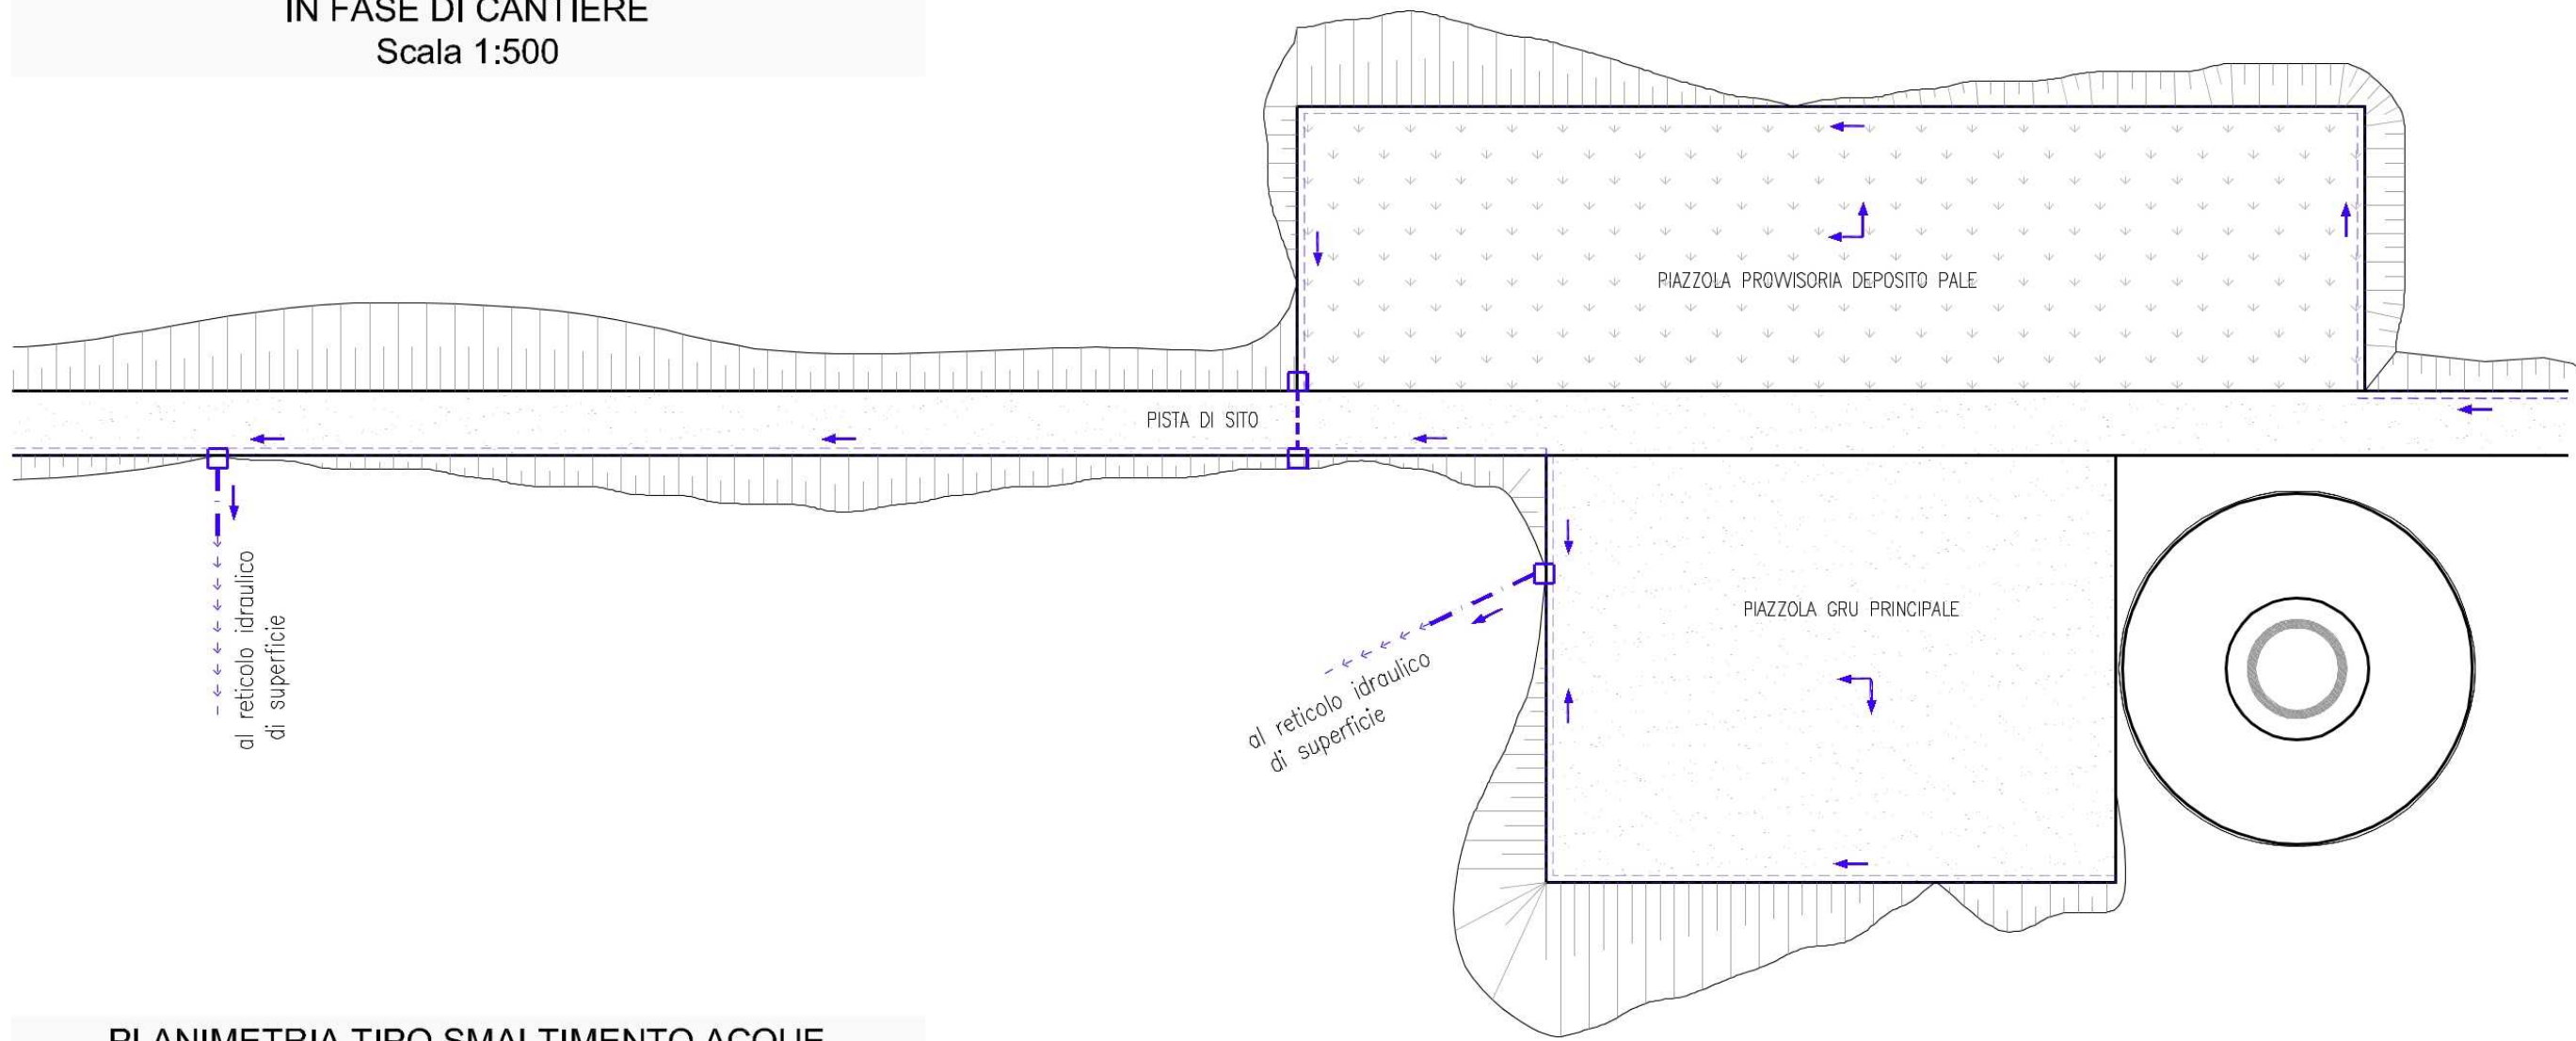 IN FASE DI CANTIERE
Scala 1:500
PIAZZOLA PROVVISORIA DEPOSITO PALE
PISTA DI SITO
PIAZZOLA GRU PRINCIPALE
al reticolo idraulico
di superficie
al reticolo idraulico
di superficie
PLANIMETRIA TIPO SMALTIMENTO ACQUE